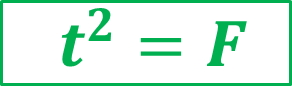 t² = F